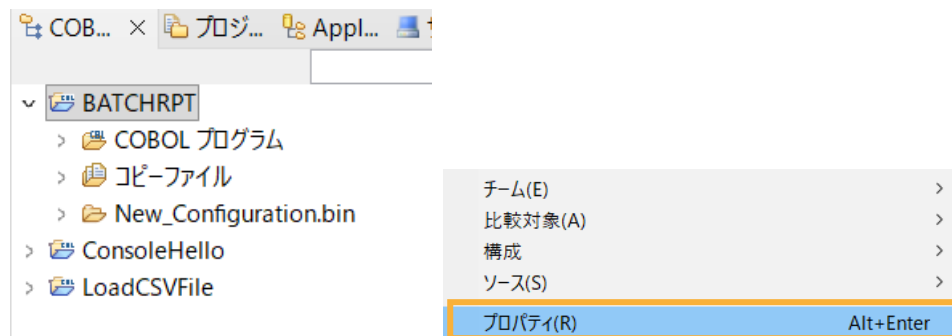 COB... プロジ... Appl...
BATCHRPT
COBOL プログラム
コピーファイル
New_Configuration.bin
ConsoleHello
LoadCSVFile
チーム(E)
比較対象(A)
構成
ソース(S)
プロパティ(R) Alt+Enter